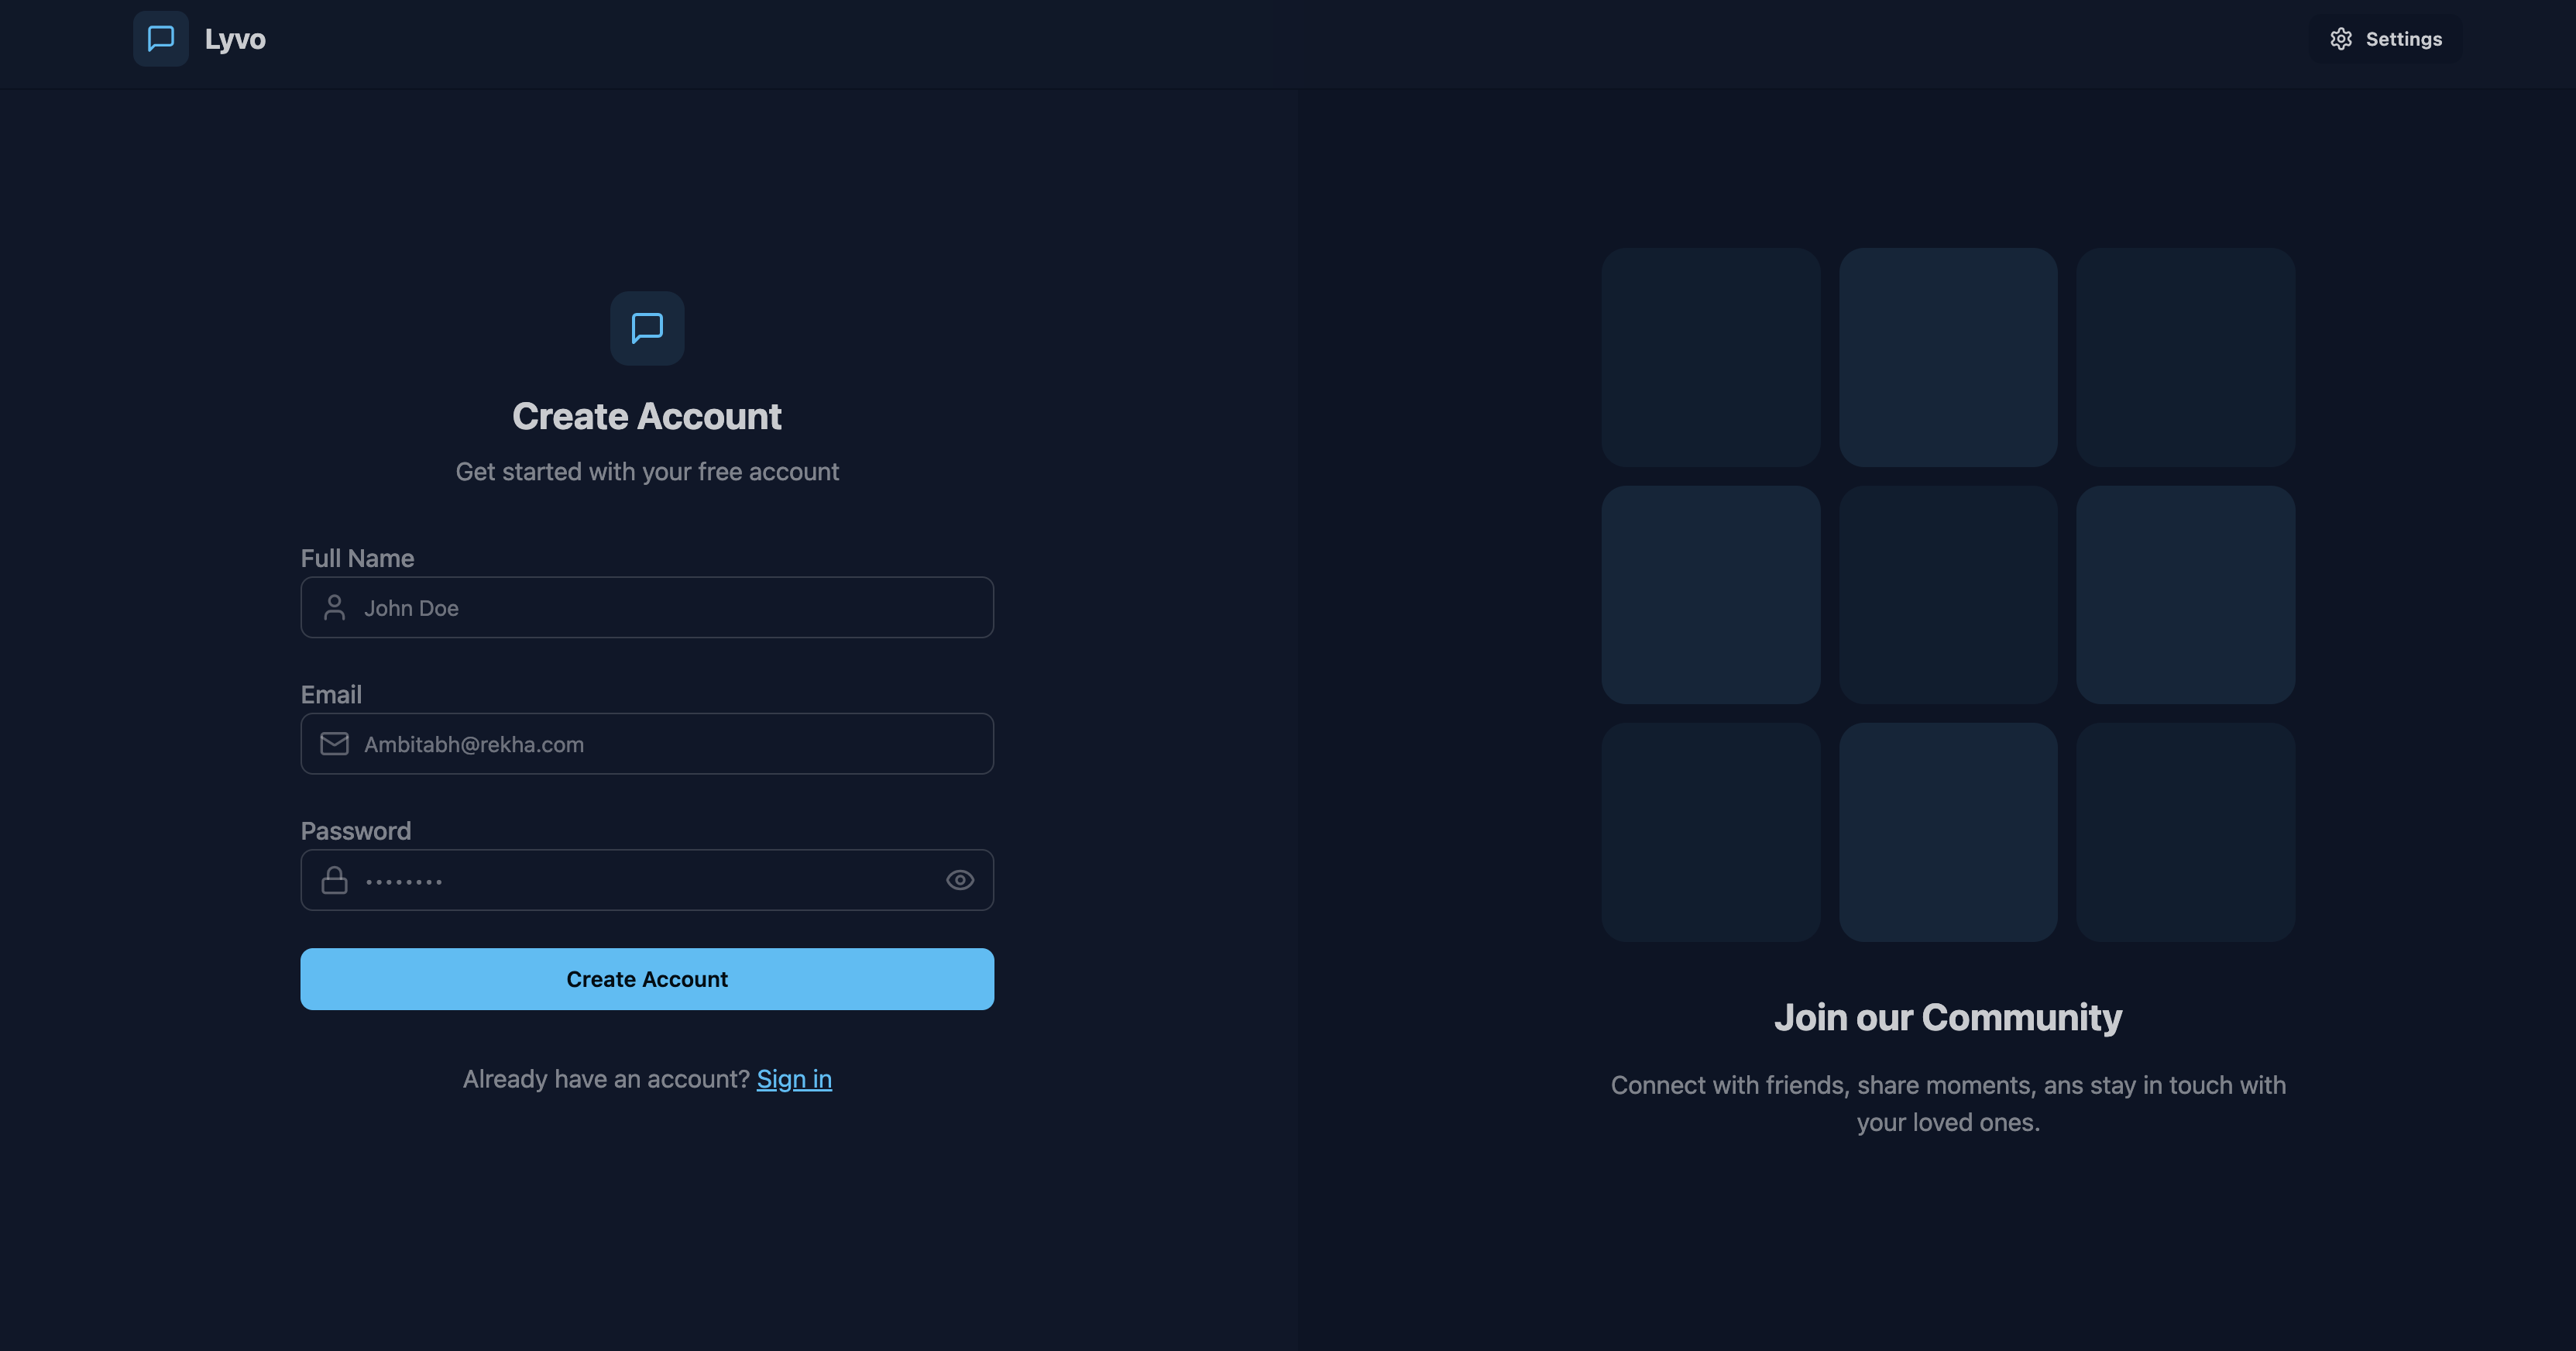 Lyvo
Settings
Create Account
Get started with your free account
Full Name
John Doe
Email
Ambitabh@rekha.com
Password
••••••••
Create Account
Already have an account? Sign in
Join our Community
Connect with friends, share moments, ans stay in touch with
your loved ones.